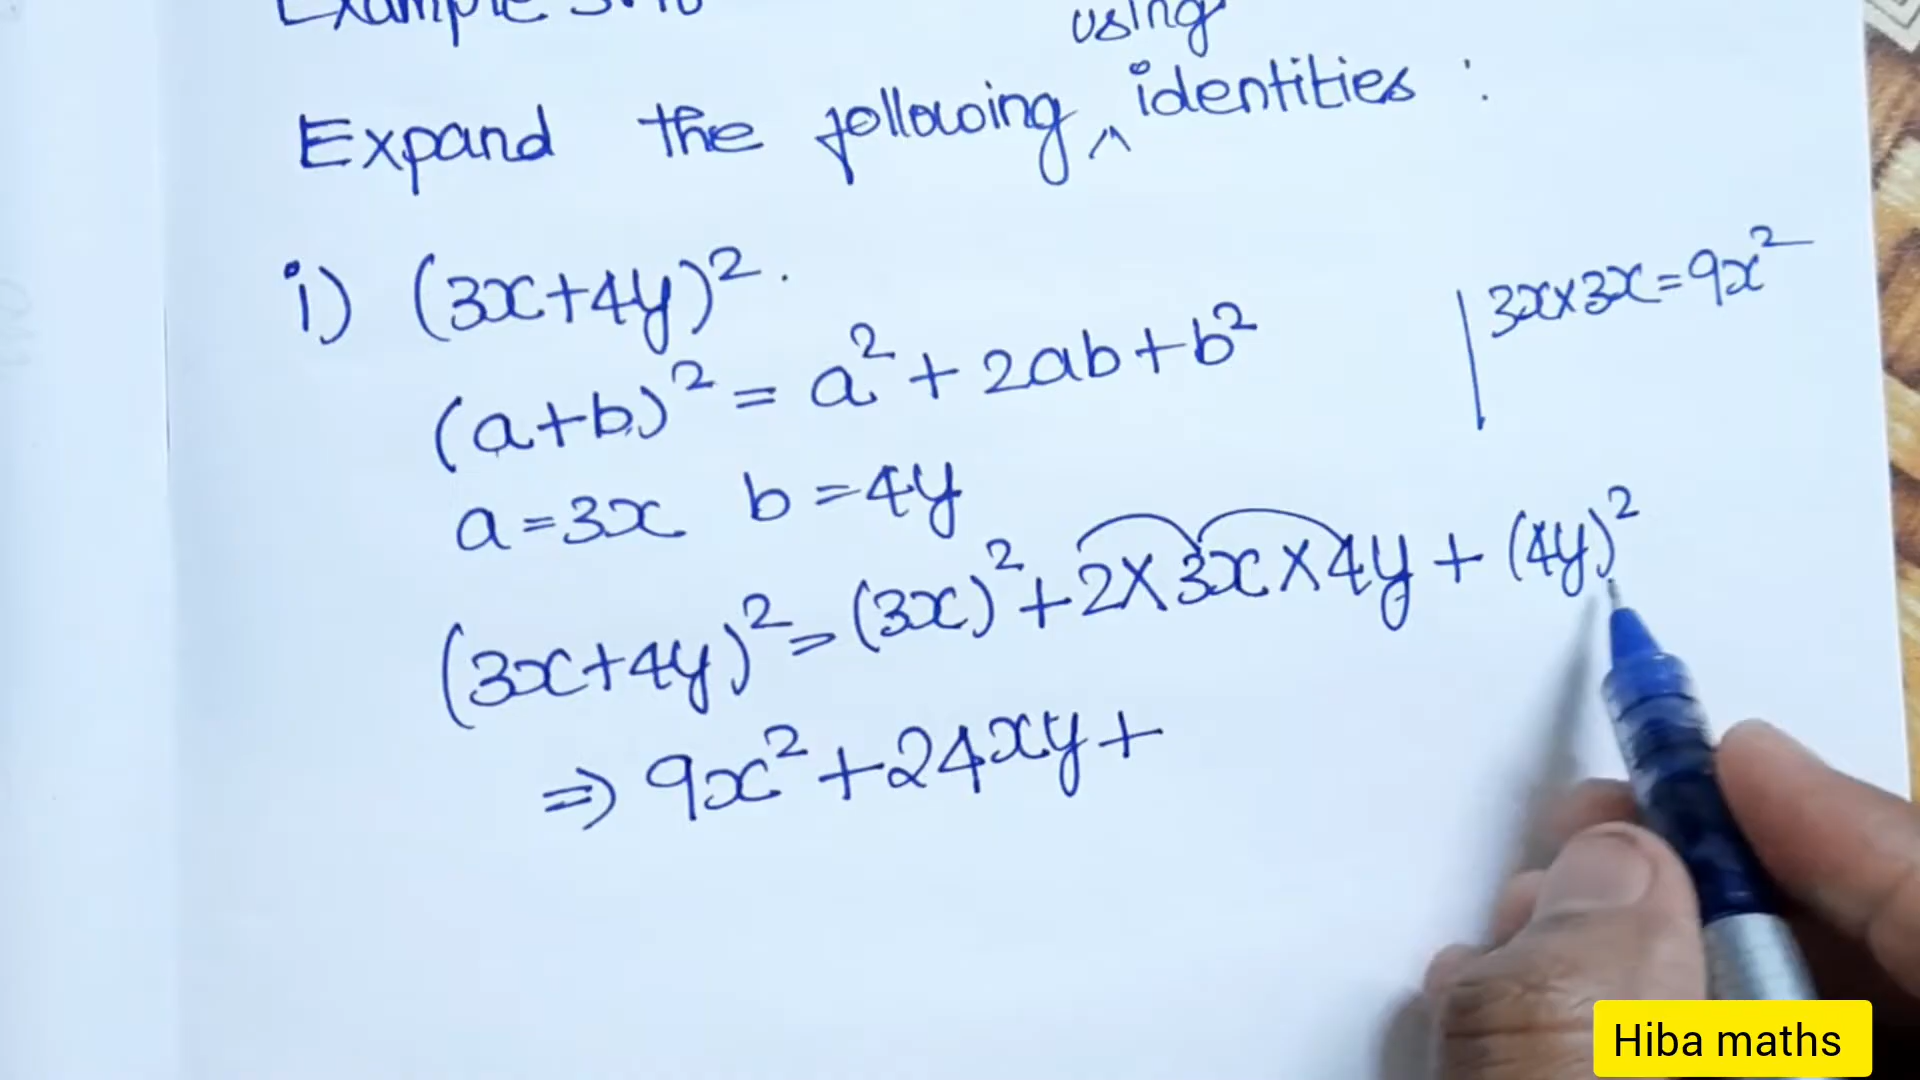 Example
using
Expand the following ^ identities :
i) (3x+4y)².
3x×3x=9x²
(a+b)² = a² + 2ab + b²
a=3x b=4y
(3x+4y)² = (3x)² + 2×3x×4y + (4y)²
⇒ 9x² + 24xy +
Hiba maths